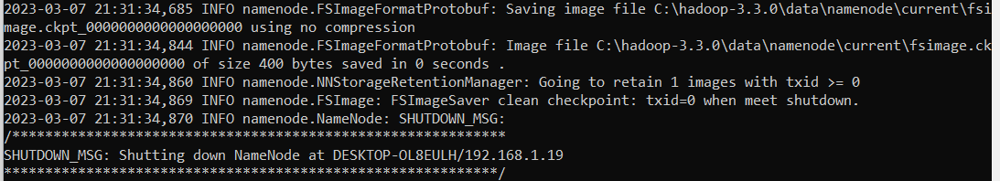 2023-03-07 21:31:34,685 INFO namenode.FSImageFormatProtobuf: Saving image file C:\hadoop-3.3.0\data\namenode\current\fsi
mage.ckpt_0000000000000000000 using no compression
2023-03-07 21:31:34,844 INFO namenode.FSImageFormatProtobuf: Image file C:\hadoop-3.3.0\data\namenode\current\fsimage.ck
pt_0000000000000000000 of size 400 bytes saved in 0 seconds .
2023-03-07 21:31:34,860 INFO namenode.NNStorageRetentionManager: Going to retain 1 images with txid >= 0
2023-03-07 21:31:34,869 INFO namenode.FSImage: FSImageSaver clean checkpoint: txid=0 when meet shutdown.
2023-03-07 21:31:34,870 INFO namenode.NameNode: SHUTDOWN_MSG:
/************************************************************
SHUTDOWN_MSG: Shutting down NameNode at DESKTOP-OL8EULH/192.168.1.19
************************************************************/